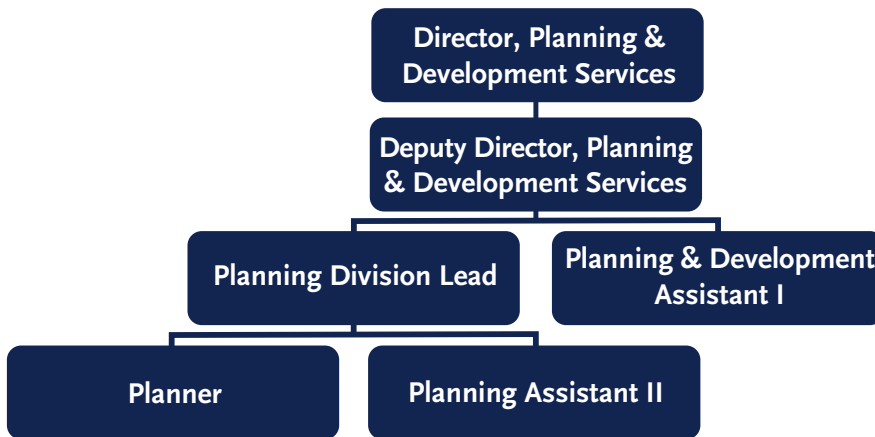 Director, Planning &
Development Services
Deputy Director, Planning
& Development Services
Planning Division Lead
Planning & Development
Assistant I
Planner
Planning Assistant II